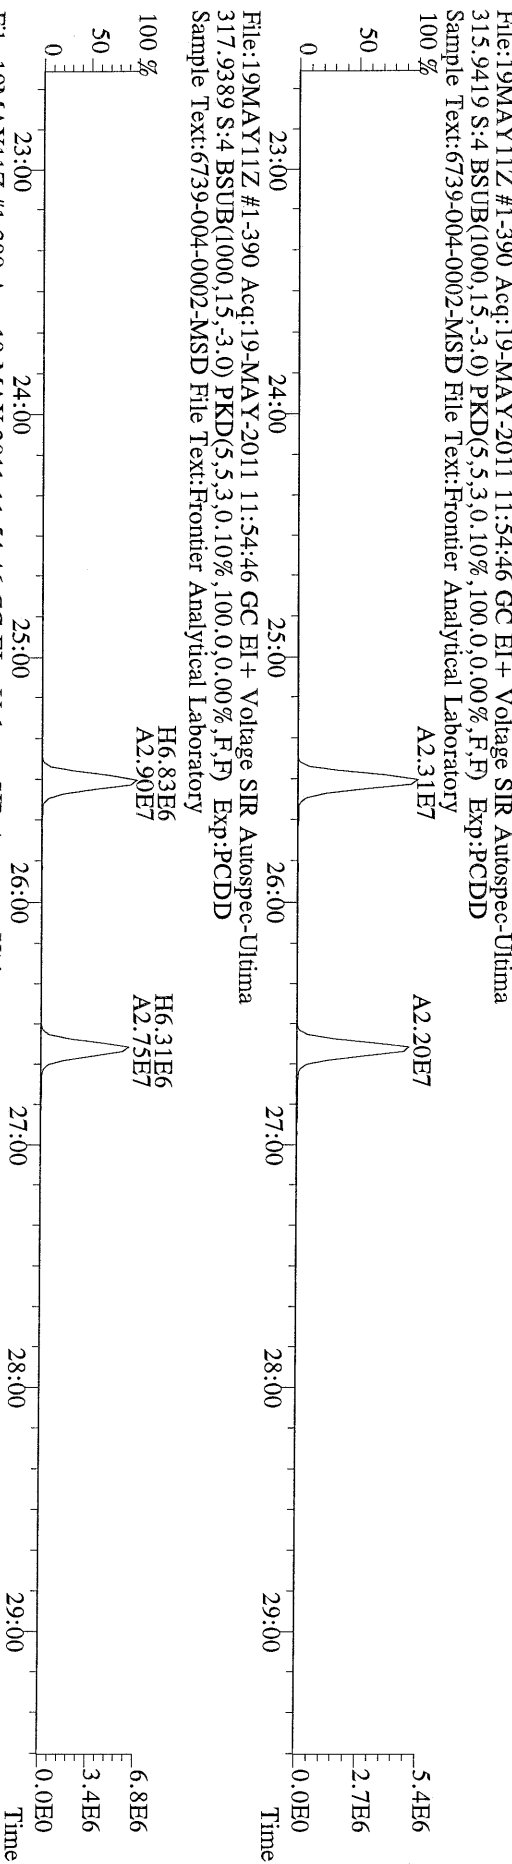 File:19MAY11Z #1-390 Acq:19-MAY-2011 11:54:46 GC EI+ Voltage SIR Autospec-Ultima
315.9419 S:4 BSUB(1000,15,-3.0) PKD(5,5,3,0.10%,100.0,0.00%,F,F) Exp:PCDD
Sample Text:6739-004-0002-MSD File Text:Frontier Analytical Laboratory
100 %
A2.31E7
A2.20E7
5.4E6
50
2.7E6
0
0.0E0
23:00 24:00 25:00 26:00 27:00 28:00 29:00 Time
File:19MAY11Z #1-390 Acq:19-MAY-2011 11:54:46 GC EI+ Voltage SIR Autospec-Ultima
317.9389 S:4 BSUB(1000,15,-3.0) PKD(5,5,3,0.10%,100.0,0.00%,F,F) Exp:PCDD
Sample Text:6739-004-0002-MSD File Text:Frontier Analytical Laboratory
100 %
H6.83E6
A2.90E7
H6.31E6
A2.75E7
6.8E6
50
3.4E6
0
0.0E0
23:00 24:00 25:00 26:00 27:00 28:00 29:00 Time